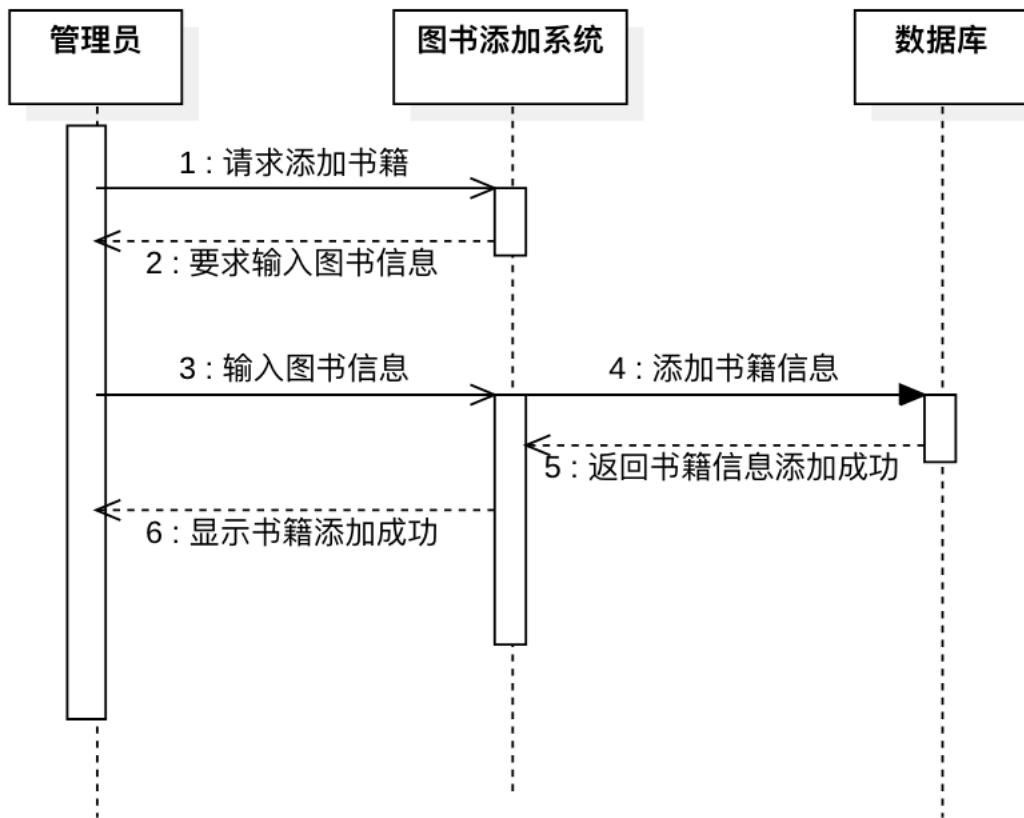 管理员
图书添加系统
数据库
1 : 请求添加书籍
2 : 要求输入图书信息
3 : 输入图书信息
4 : 添加书籍信息
5 : 返回书籍信息添加成功
6 : 显示书籍添加成功